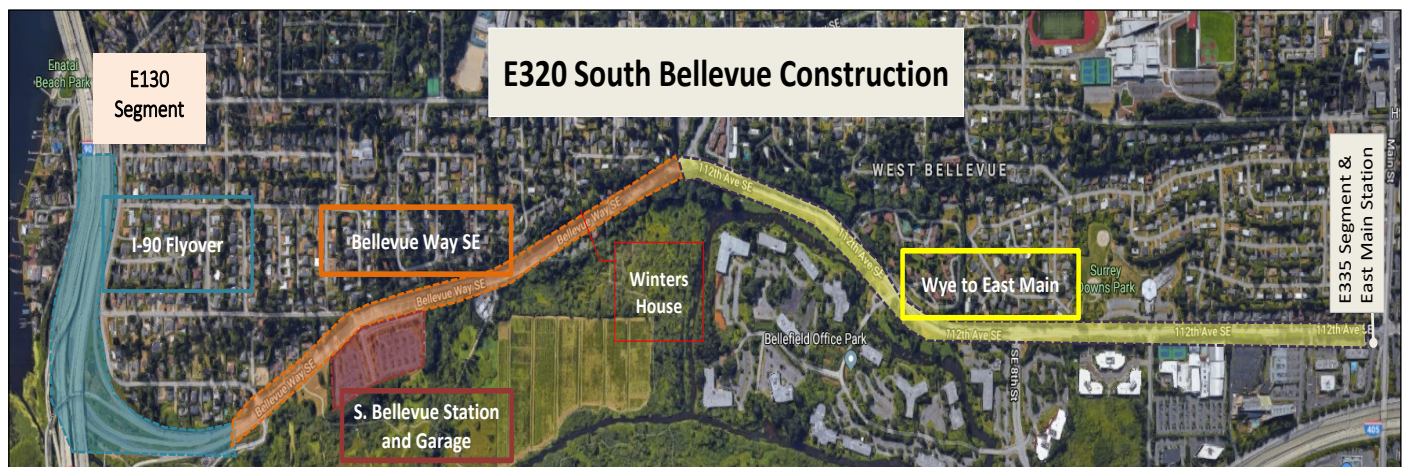 E320 South Bellevue Construction
E130
Segment
Enatai
Beach Park
90
I-90 Flyover
Bellevue Way SE
Bellevue Way SE
Bellevue Way SE
Bellevue Way SE
S. Bellevue Station
and Garage
Winters
House
112th Ave SE
112th Ave SE
WEST BELLEVUE
Wye to East Main
Surrey
Downs Park
Bellefield Office Park
112th Ave SE
SE 8th St
112th Ave SE
112th Ave SE
E335 Segment &
East Main Station
Main St
H
405